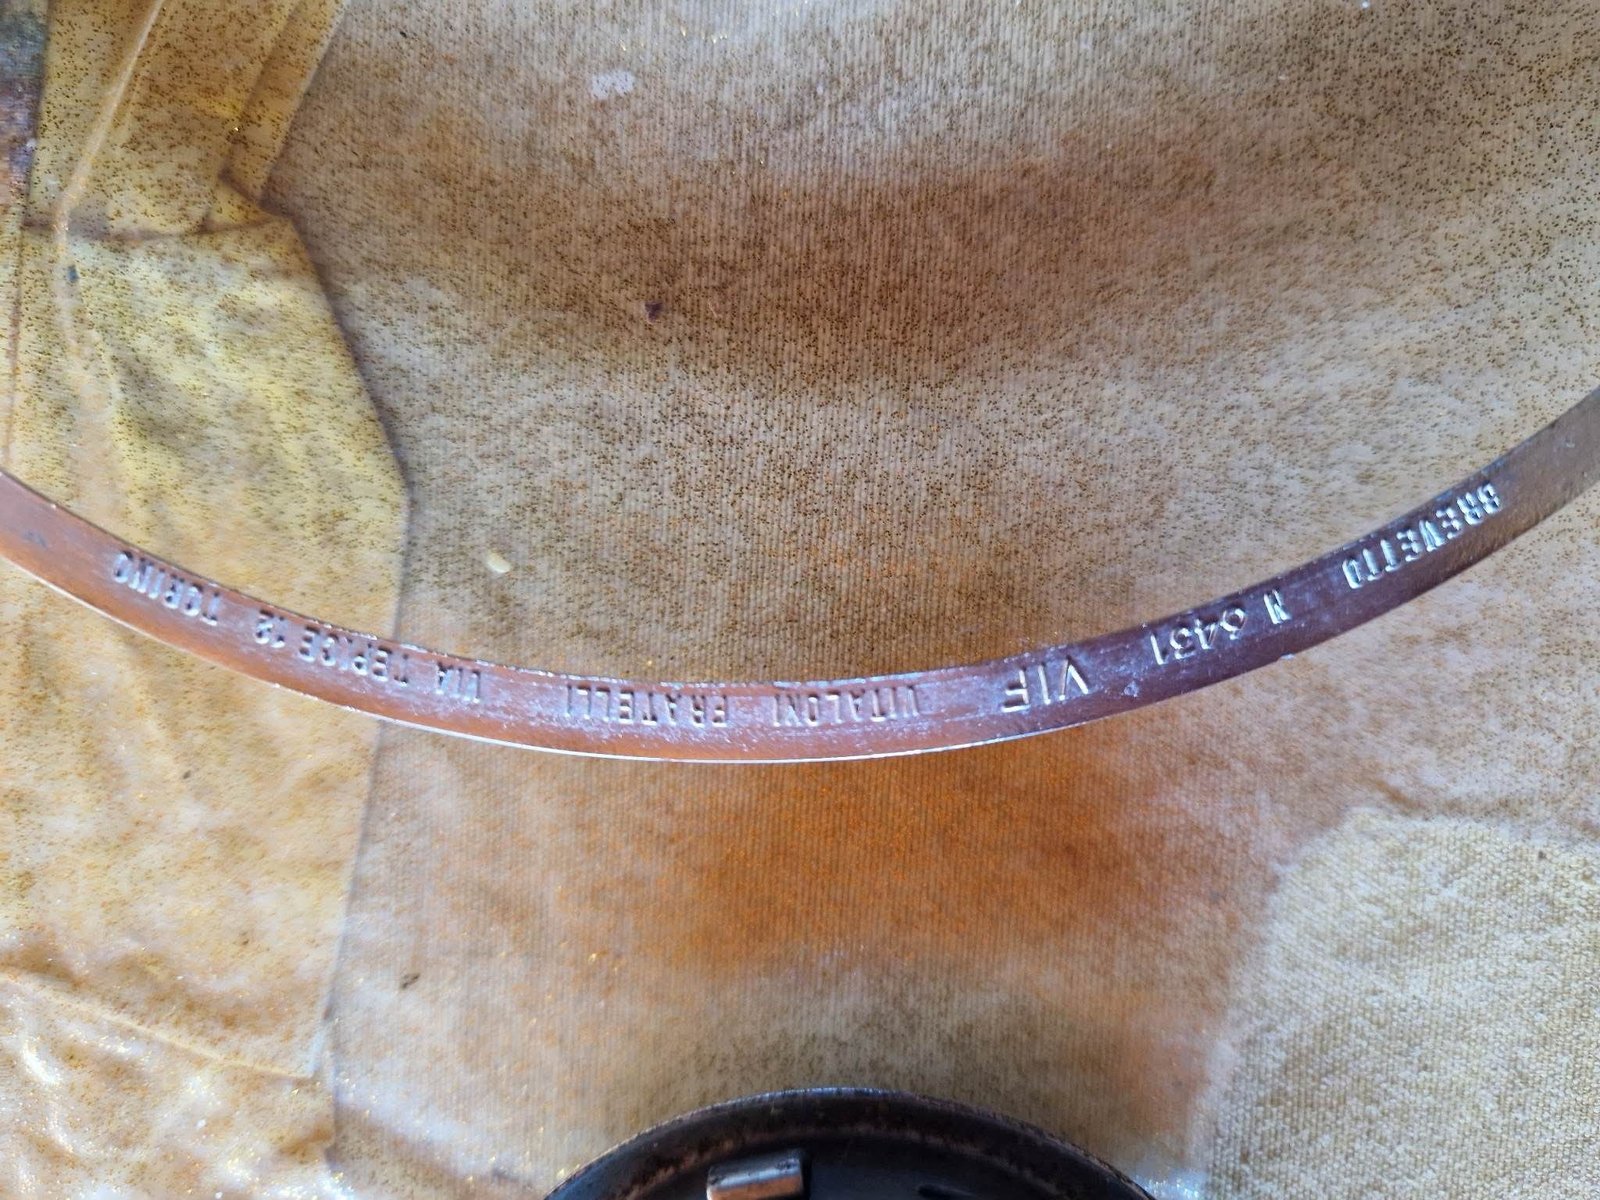 BREVETTO N 6431 VIF VITALONI FRATELLI VIA TEPICE 12 TORINO